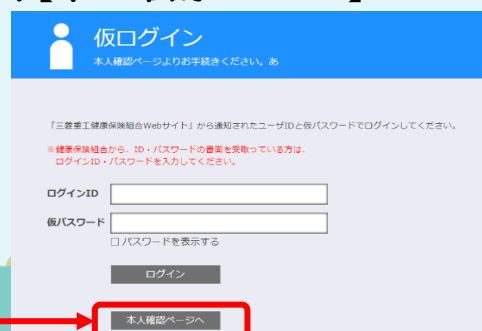 仮ログイン
本人確認ページよりお手続きください。あ
「三菱重工健康保険組合Webサイト」から通知されたユーザIDと仮パスワードでログインしてください。
※健康保険組合から、ID・パスワードの書面を受取っている方は、
ログインID・パスワードを入力してください。
ログインID
仮パスワード
パスワードを表示する
ログイン
本人確認ページへ